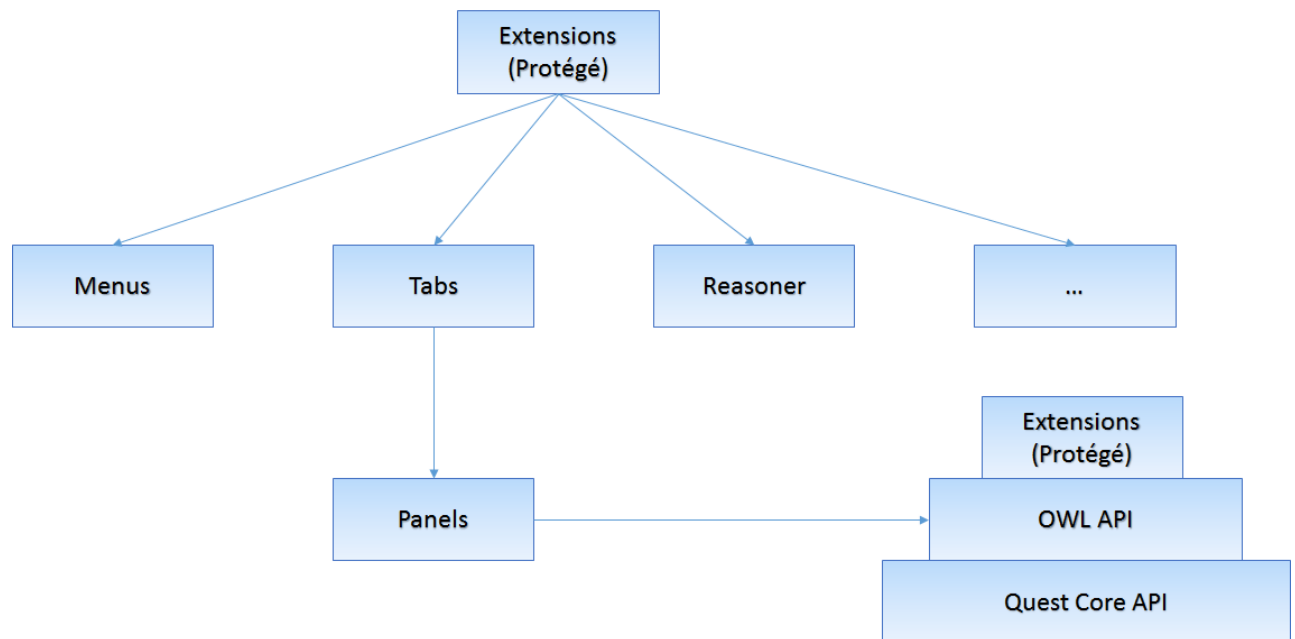 Extensions
(Protégé)
Menus
Tabs
Reasoner
...
Extensions
(Protégé)
Panels
OWL API
Quest Core API